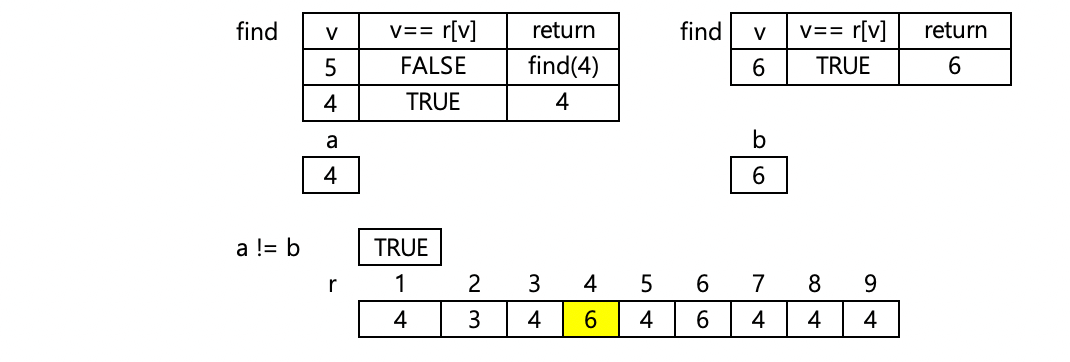 find v v== r[v] return find v v== r[v] return
5 FALSE find(4) 6 TRUE 6
4 TRUE 4
a b
4 6
a != b TRUE
r 1 2 3 4 5 6 7 8 9
4 3 4 6 4 6 4 4 4